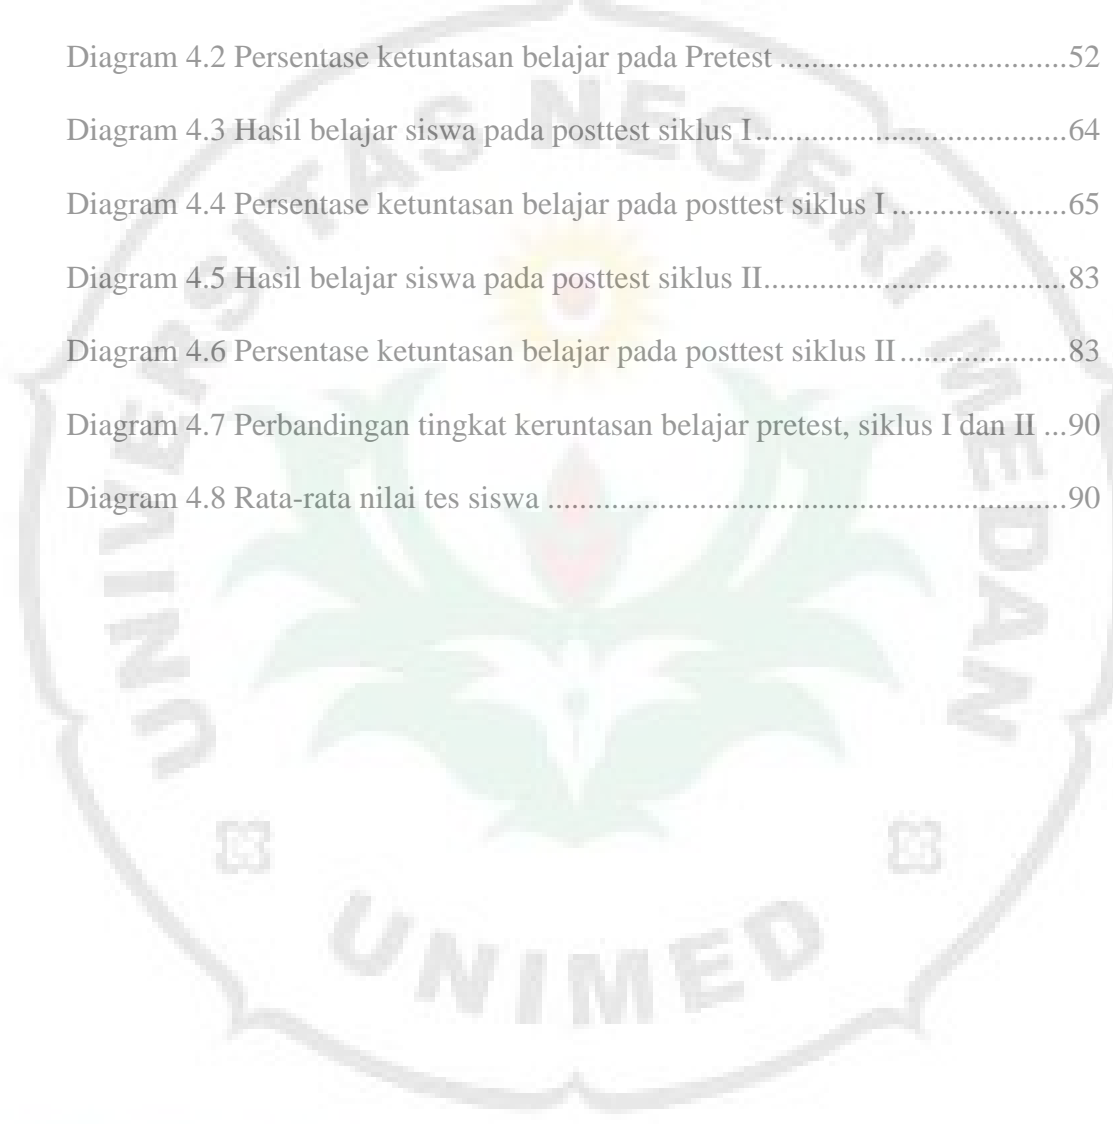 Diagram 4.2 Persentase ketuntasan belajar pada Pretest ................................52
Diagram 4.3 Hasil belajar siswa pada posttest siklus I ...................................64
Diagram 4.4 Persentase ketuntasan belajar pada posttest siklus I ....................65
Diagram 4.5 Hasil belajar siswa pada posttest siklus II..................................83
Diagram 4.6 Persentase ketuntasan belajar pada posttest siklus II ...................83
Diagram 4.7 Perbandingan tingkat keruntasan belajar pretest, siklus I dan II ...90
Diagram 4.8 Rata-rata nilai tes siswa ..........................................................90
UNIVERSITAS NEGERI MEDAN
UNIMED